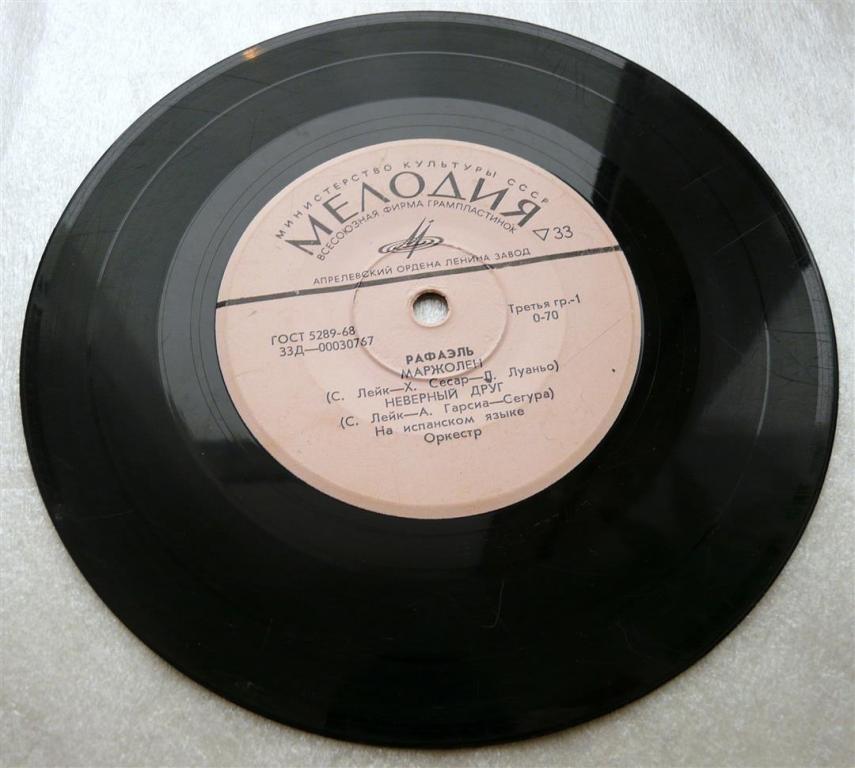 МИНИСТЕРСТВО КУЛЬТУРЫ СССР
МЕЛОДИЯ
ВСЕСОЮЗНАЯ ФИРМА ГРАМПЛАСТИНОК
33
АПРЕЛЕВСКИЙ ОРДЕНА ЛЕНИНА ЗАВОД
ГОСТ 5289-68
33Д—00030767
Третья гр.-1
0-70
РАФАЭЛЬ
МАРЖОЛЕН
(С. Лейк—Х. Сесар—П. Луаньо)
НЕВЕРНЫЙ ДРУГ
(С. Лейк—А. Гарсиа—Сегура)
На испанском языке
Оркестр